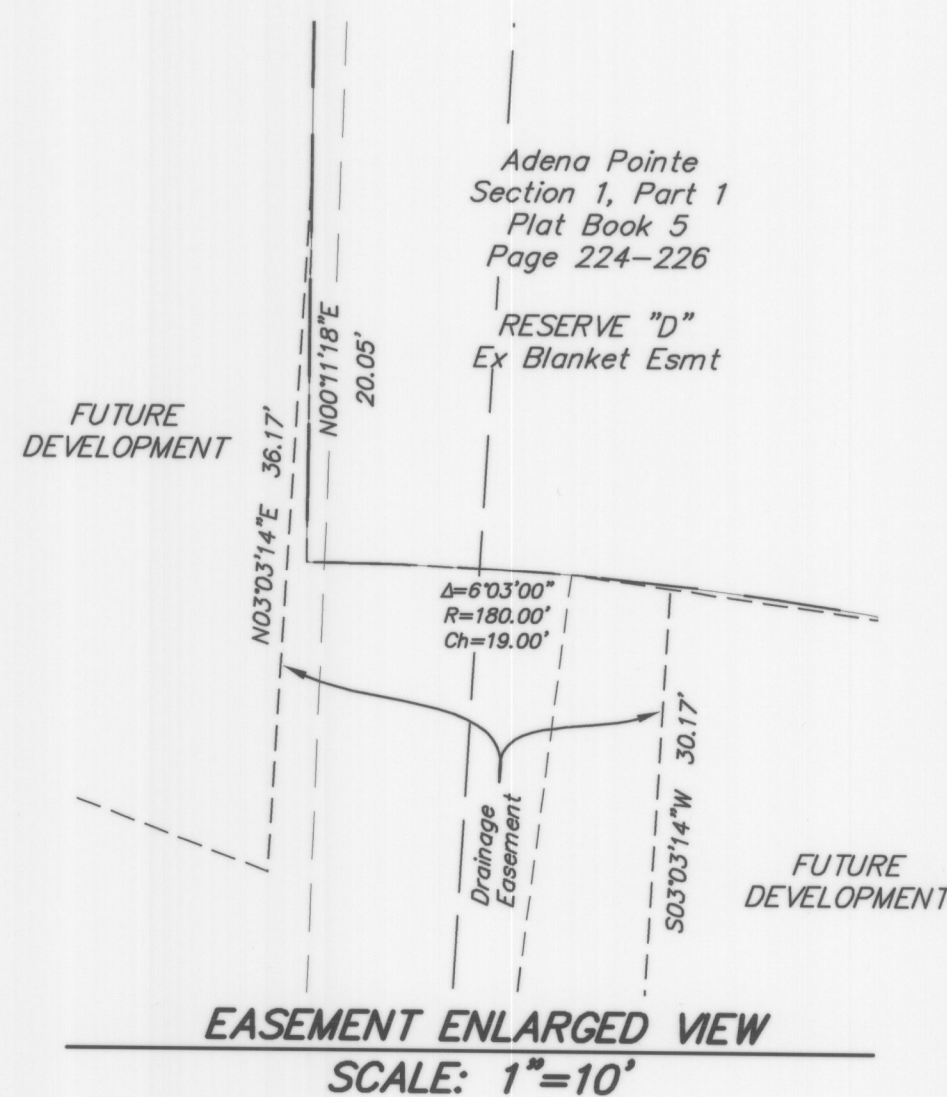 Adena Pointe
Section 1, Part 1
Plat Book 5
Page 224-226
RESERVE "D"
Ex Blanket Esmt
FUTURE
DEVELOPMENT
N03°03'14"E 36.17'
N00°11'18"E
20.05'
Δ=6°03'00"
R=180.00'
Ch=19.00'
Drainage
Easement
S03°03'14"W 30.17'
FUTURE
DEVELOPMENT
EASEMENT ENLARGED VIEW
SCALE: 1"=10'